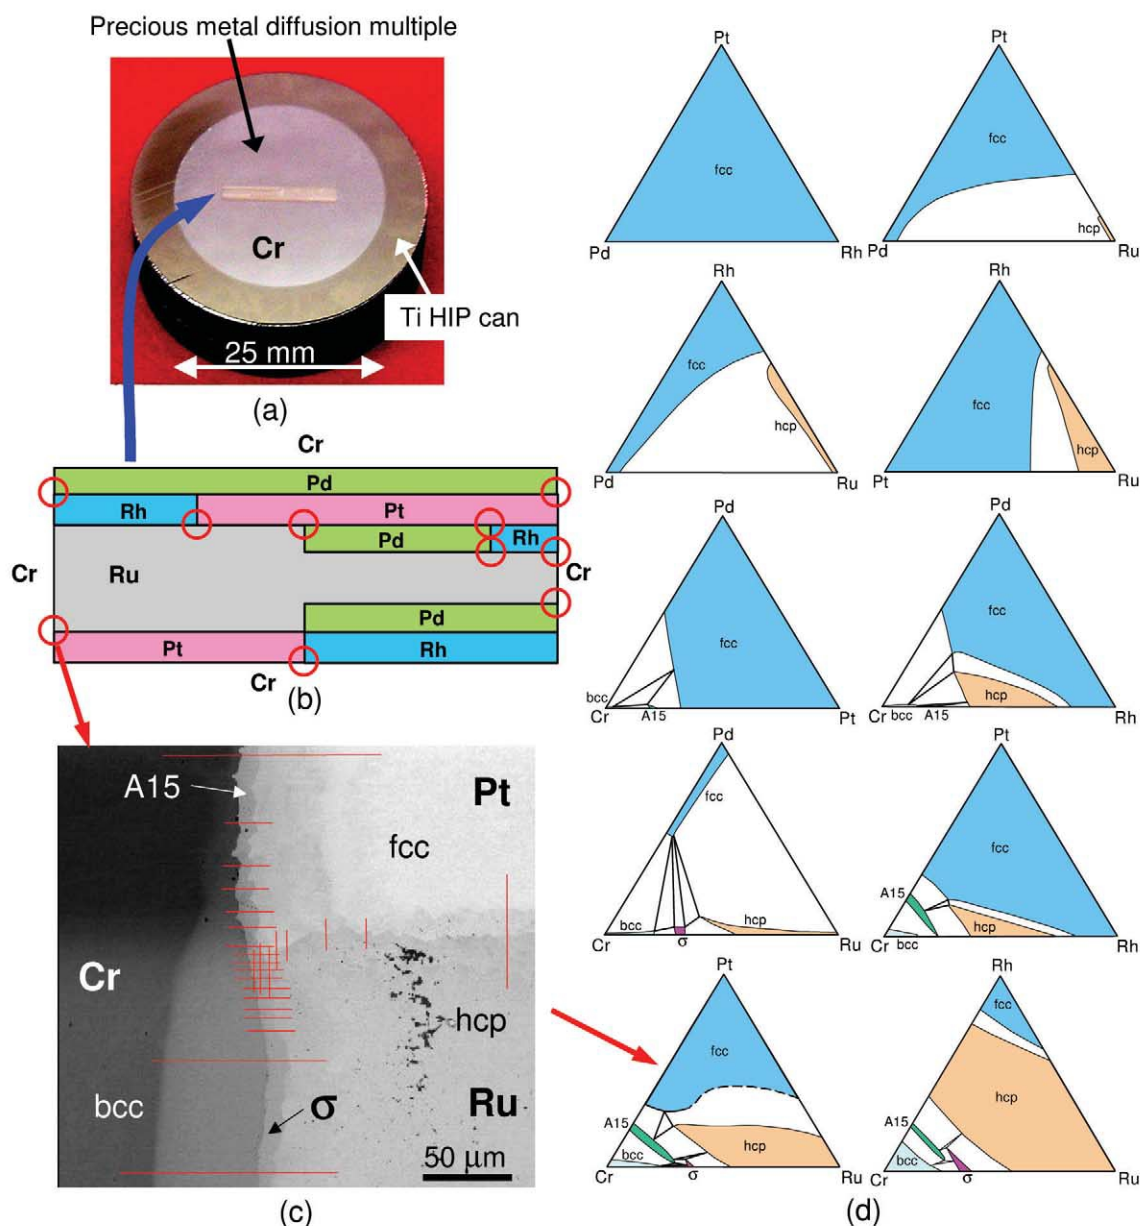 Precious metal diffusion multiple
Cr
Ti HIP can
25 mm
(a)
Cr
Pd
Rh
Pt
Pd
Rh
Cr
Ru
Cr
Pd
Pt
Rh
Cr
(b)
A15
Pt
fcc
Cr
hcp
bcc
σ
Ru
50 μm
(c)
Pt
fcc
Pd
Rh
Pt
fcc
hcp
Pd
Ru
Rh
fcc
hcp
Pd
Ru
Rh
fcc
hcp
Pt
Ru
Pd
fcc
bcc
Cr
A15
Pt
Pd
fcc
hcp
Cr
bcc
A15
Rh
Pd
fcc
bcc
hcp
Cr
σ
Ru
Pt
fcc
A15
hcp
Cr
bcc
Rh
Pt
fcc
A15
hcp
bcc
Cr
σ
Ru
Rh
fcc
hcp
A15
bcc
Cr
σ
Ru
(d)